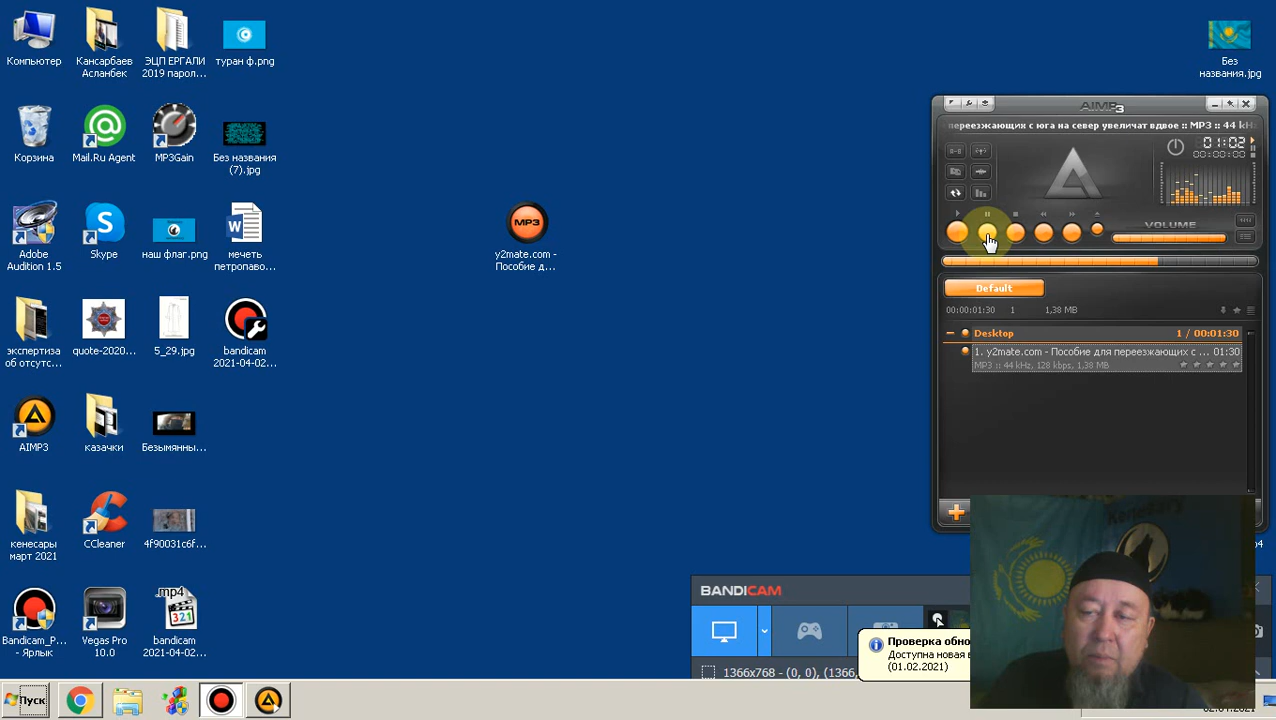 Компьютер
Кансарбаев
Асланбек
ЭЦП ЕРГАЛИ
2019 парол...
туран ф.png
Без
названия.jpg
Корзина
Mail.Ru Agent
MP3Gain
Без названия
(7).jpg
Adobe
Audition 1.5
Skype
наш флаг.png
мечеть
петропаво...
MP3
y2mate.com -
Пособие д...
экспертиза
об отсутс...
quote-2020...
5_29.jpg
bandicam
2021-04-02...
AIMP3
казачки
Безымянны...
кенесары
март 2021
CCleaner
4f90031c6f...
Bandicam_P...
- Ярлык
Vegas Pro
10.0
.mp4
321
bandicam
2021-04-02...
AIMP3
переезжающих с юга на север увеличат вдвое :: MP3 :: 44 kHz
01:02
00:00:00
VOLUME
Default
00:00:01:30 1 1,38 MB
Desktop 1 / 00:01:30
1. y2mate.com - Пособие для переезжающих с ... 01:30
MP3 :: 44 kHz, 128 kbps, 1,38 MB
BANDICAM
Проверка обно
Доступна новая в
(01.02.2021)
1366x768 - (0, 0), (1366,
Пуск